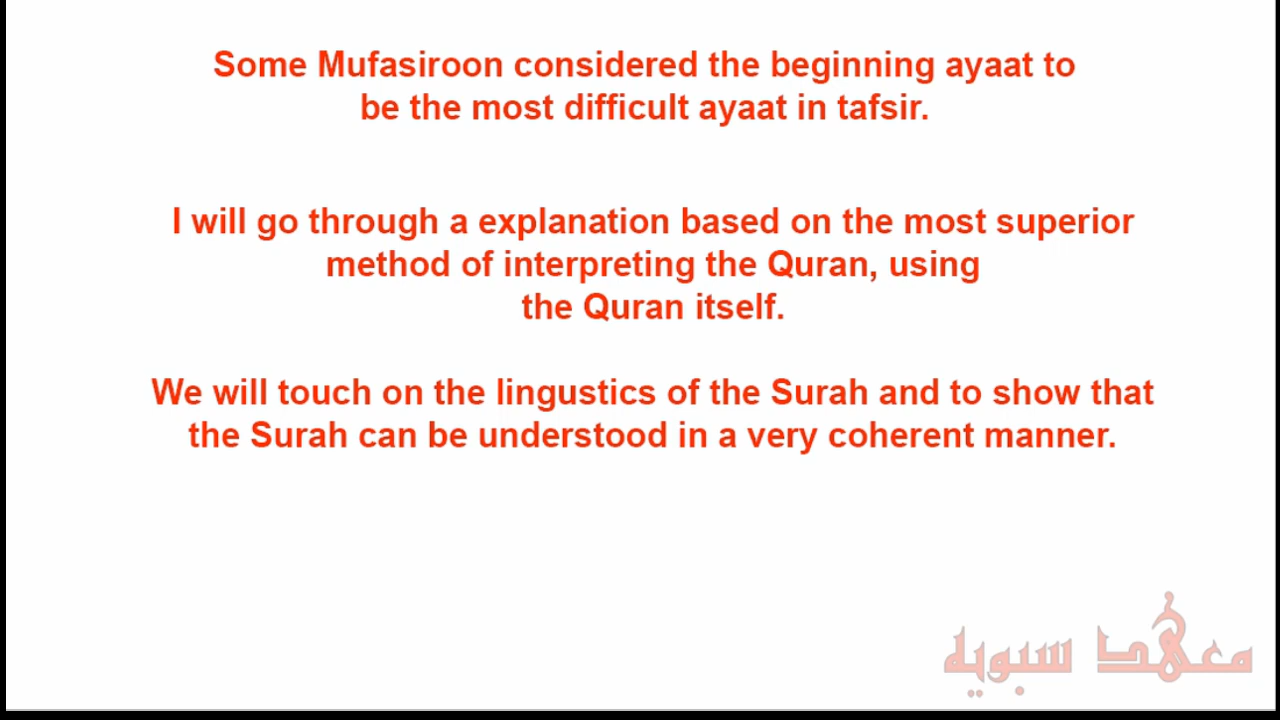 Some Mufasiroon considered the beginning ayaat to
be the most difficult ayaat in tafsir.
I will go through a explanation based on the most superior
method of interpreting the Quran, using
the Quran itself.
We will touch on the lingustics of the Surah and to show that
the Surah can be understood in a very coherent manner.
معهد سيبويه